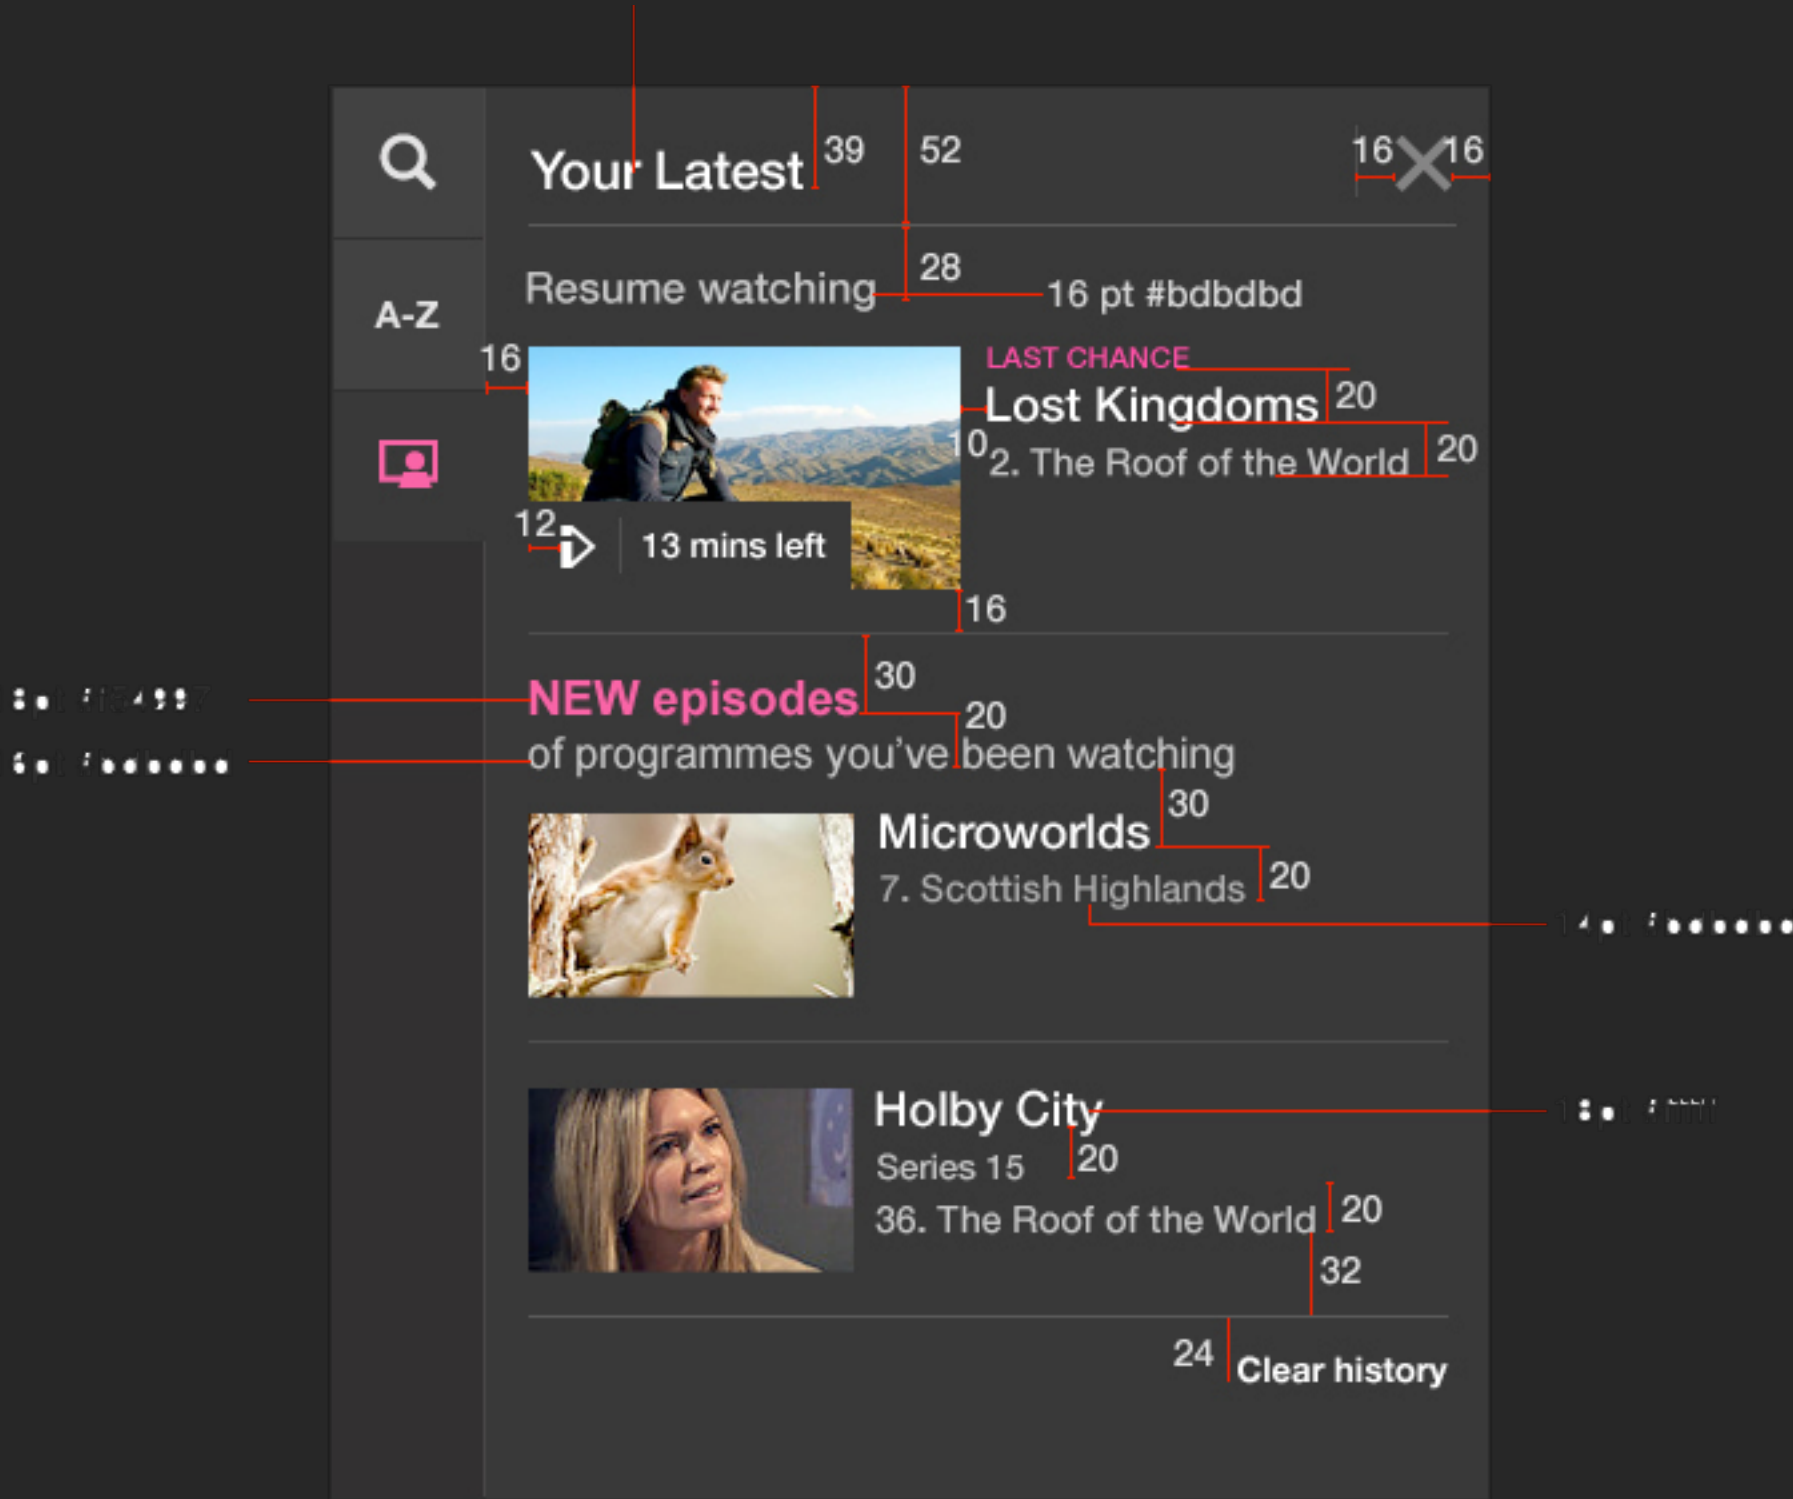 Your Latest
39
52
16
16
A-Z
Resume watching
28
16 pt #bdbdbd
16
LAST CHANCE
Lost Kingdoms
20
10
2. The Roof of the World
20
12
13 mins left
16
NEW episodes
30
20
of programmes you've been watching
30
Microworlds
7. Scottish Highlands
20
Holby City
Series 15
20
36. The Roof of the World
20
32
24
Clear history